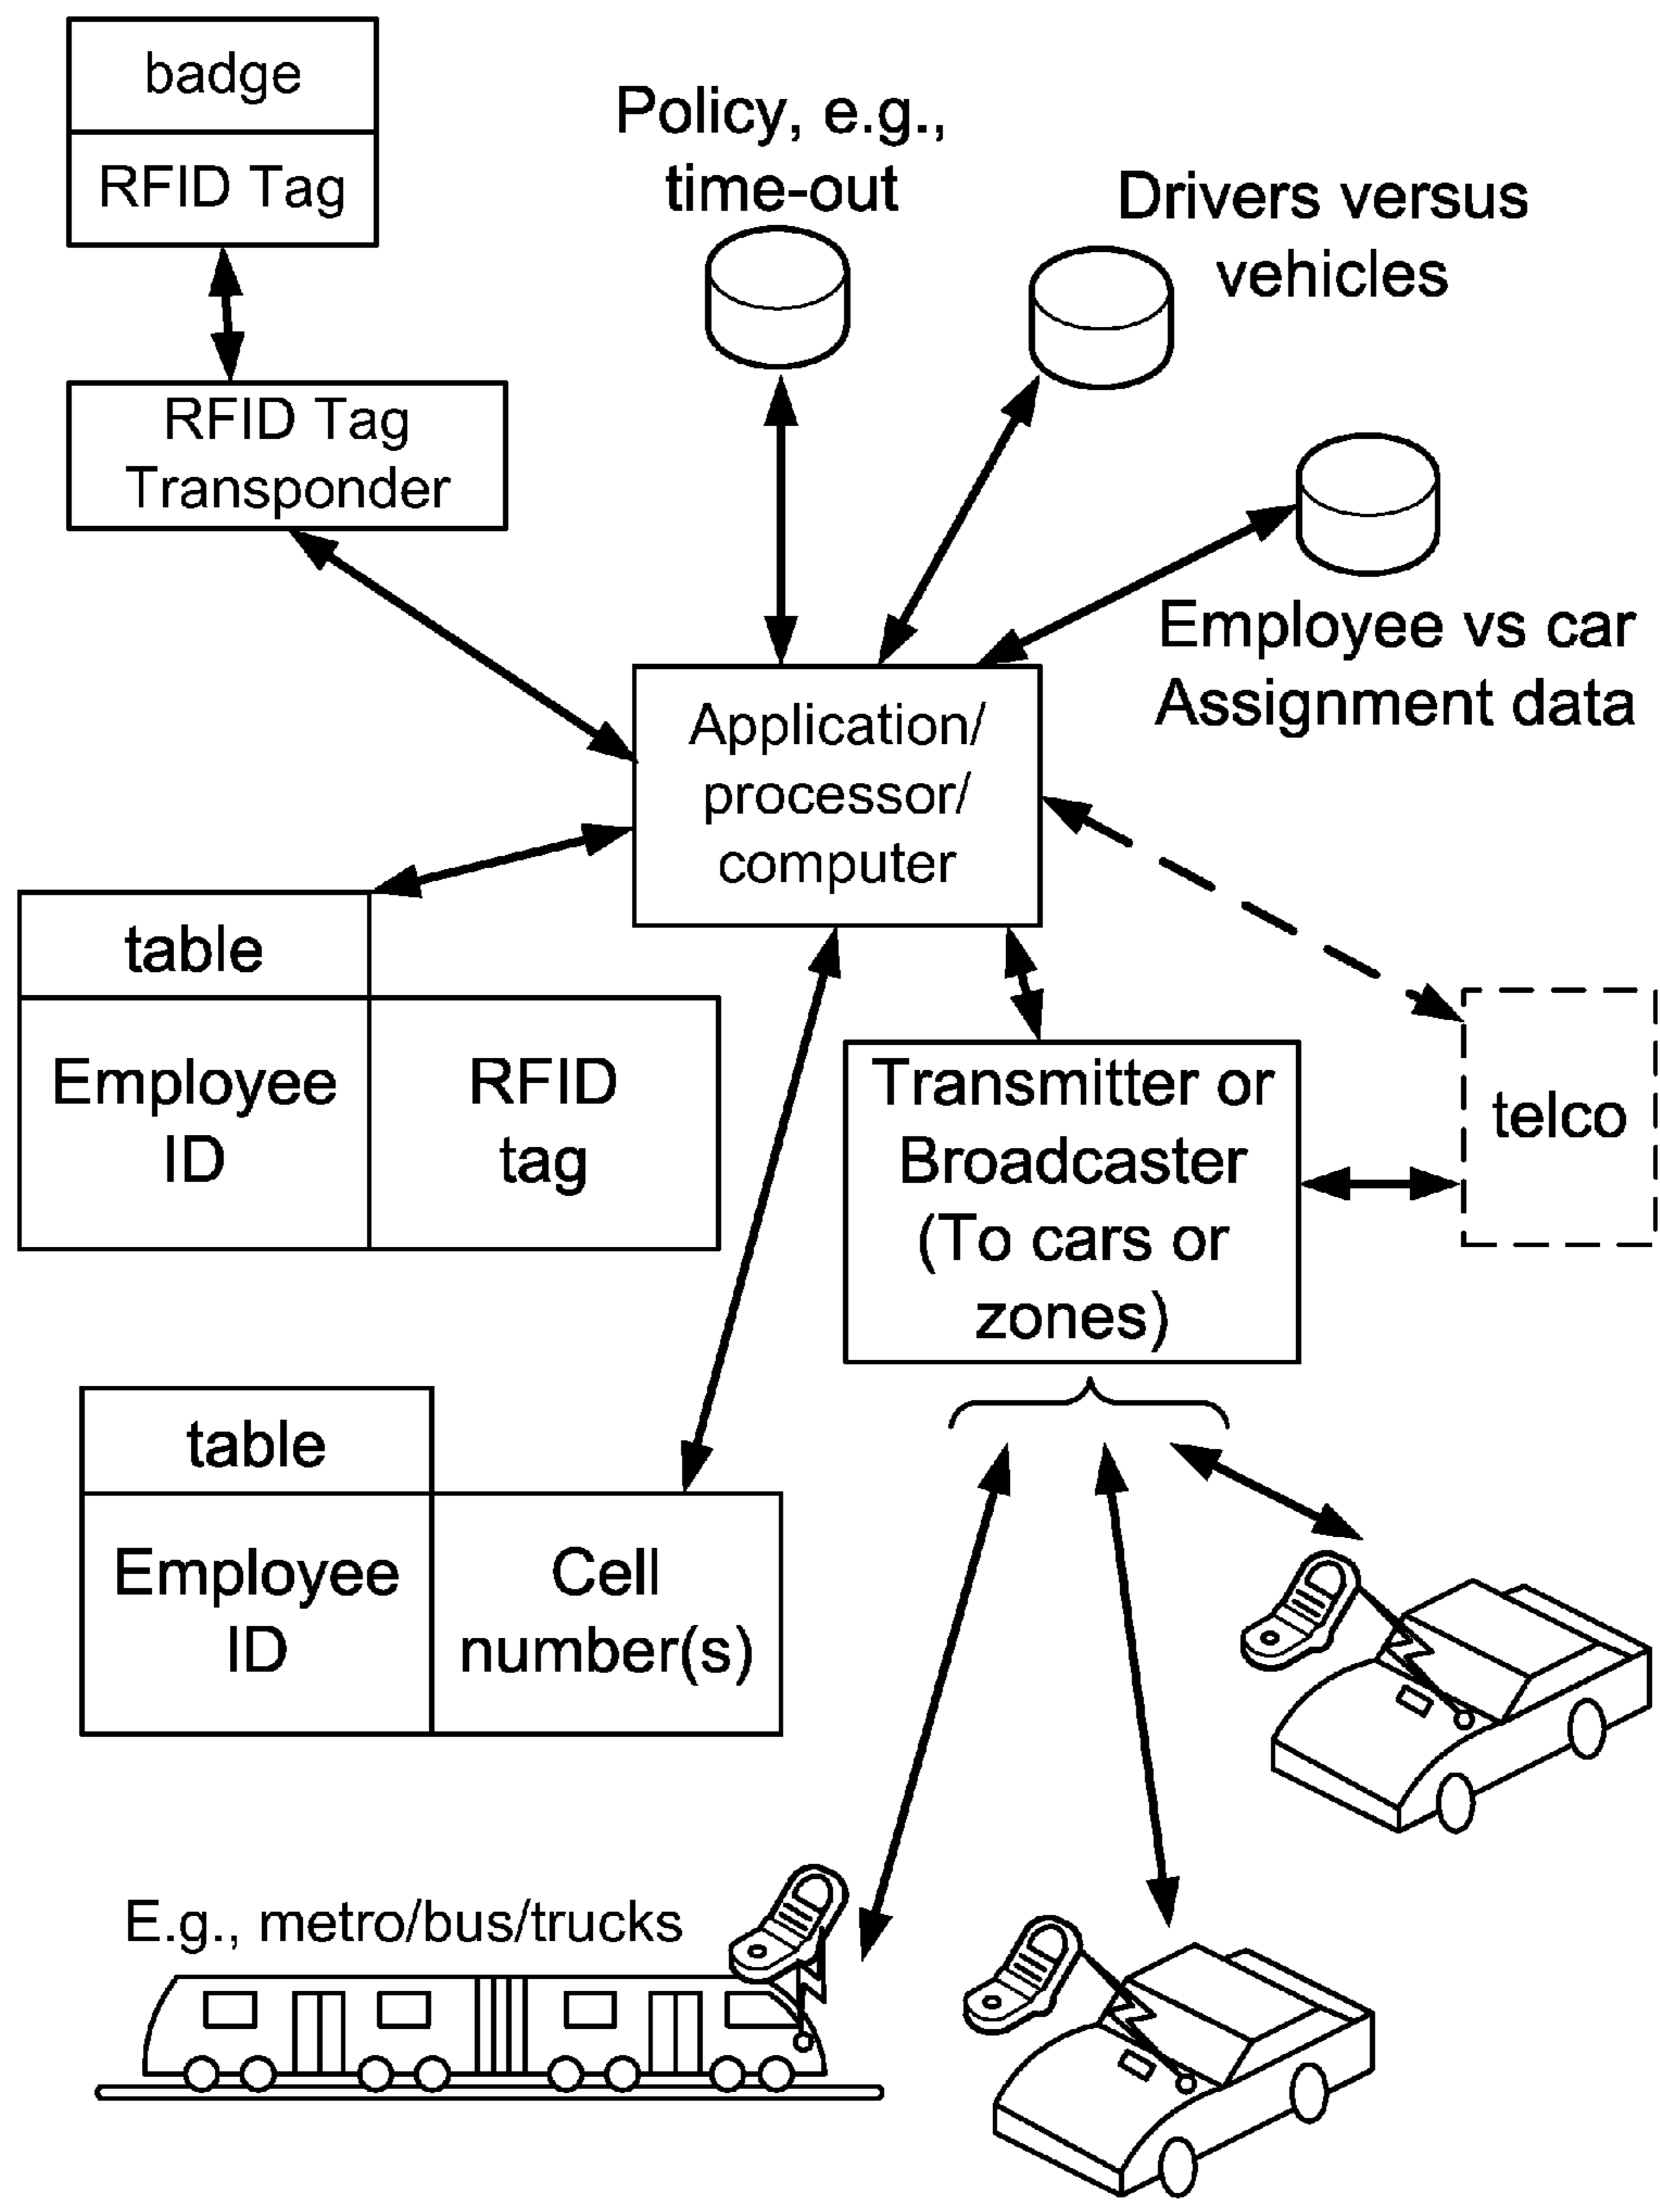 badge
RFID Tag
Policy, e.g.,
time-out
Drivers versus
vehicles
RFID Tag
Transponder
Employee vs car
Assignment data
Application/
processor/
computer
table
Employee
ID
RFID
tag
Transmitter or
Broadcaster
(To cars or
zones)
telco
table
Employee
ID
Cell
number(s)
E.g., metro/bus/trucks